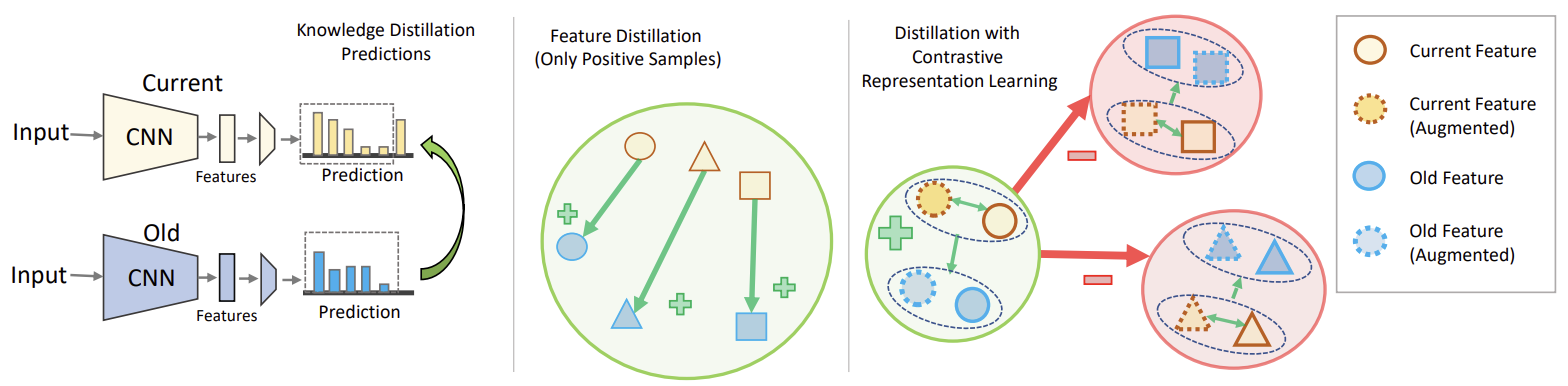 Knowledge Distillation
Predictions
Current
Input
CNN
Features
Prediction
Old
Input
CNN
Features
Prediction
Feature Distillation
(Only Positive Samples)
Distillation with
Contrastive
Representation Learning
Current Feature
Current Feature
(Augmented)
Old Feature
Old Feature
(Augmented)